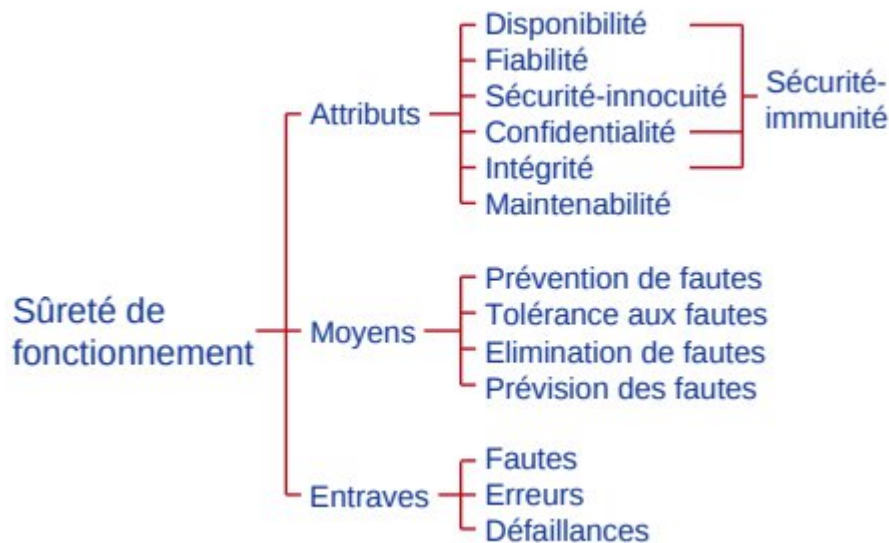 Disponibilité
Fiabilité
Sécurité-innocuité
Confidentialité
Intégrité
Maintenabilité
Sécurité-
immunité
Attributs
Sûreté de
fonctionnement
Moyens
Prévention de fautes
Tolérance aux fautes
Elimination de fautes
Prévision des fautes
Entraves
Fautes
Erreurs
Défaillances